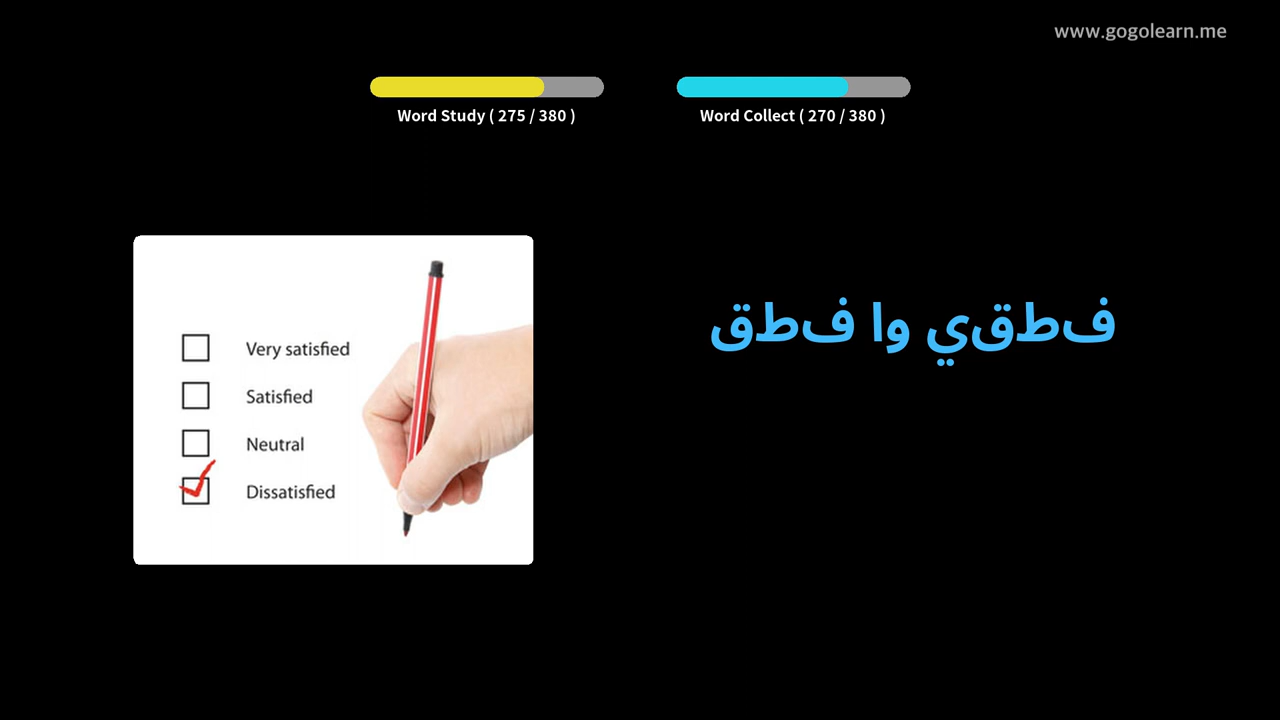 www.gogolearn.me
Word Study ( 275 / 380 )
Word Collect ( 270 / 380 )
Very satisfied
Satisfied
Neutral
Dissatisfied
فطقي وا فطق